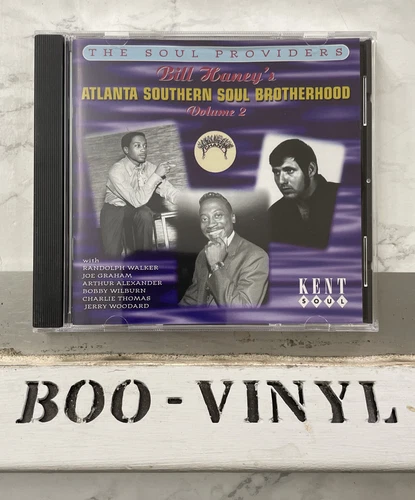 THE SOUL PROVIDERS
Bill Haney's
ATLANTA SOUTHERN SOUL BROTHERHOOD
Volume 2
with
RANDOLPH WALKER
JOE GRAHAM
ARTHUR ALEXANDER
BOBBY WILBURN
CHARLIE THOMAS
JERRY WOODARD
KENT
SOUL
BOO-VINYL